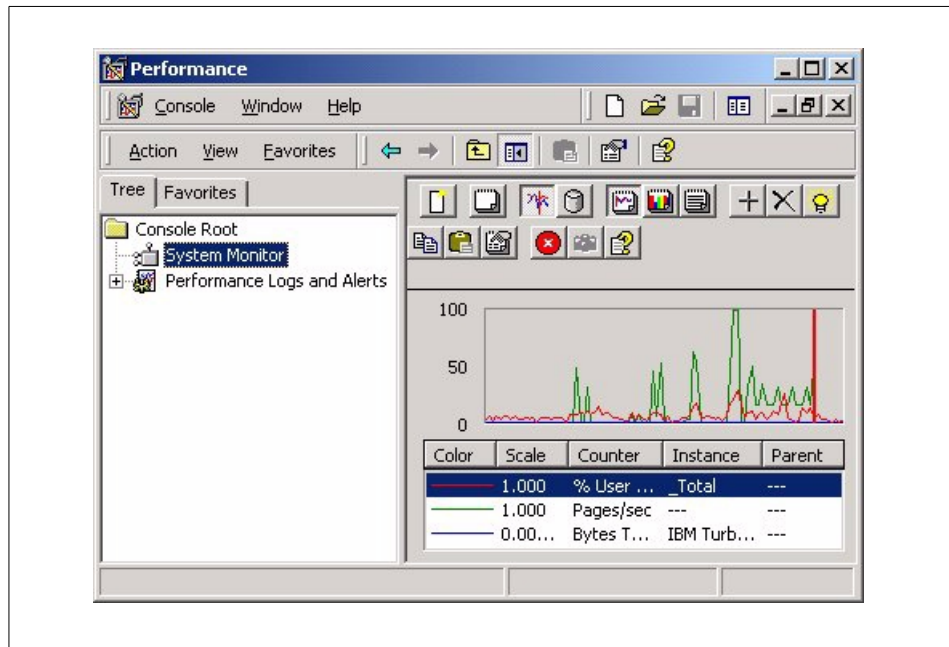 Performance
Console Window Help
Action View Favorites
Tree Favorites
Console Root
System Monitor
Performance Logs and Alerts
100
50
0
Color Scale Counter Instance Parent
1.000 % User ... _Total ---
1.000 Pages/sec --- ---
0.00... Bytes T... IBM Turb... ---